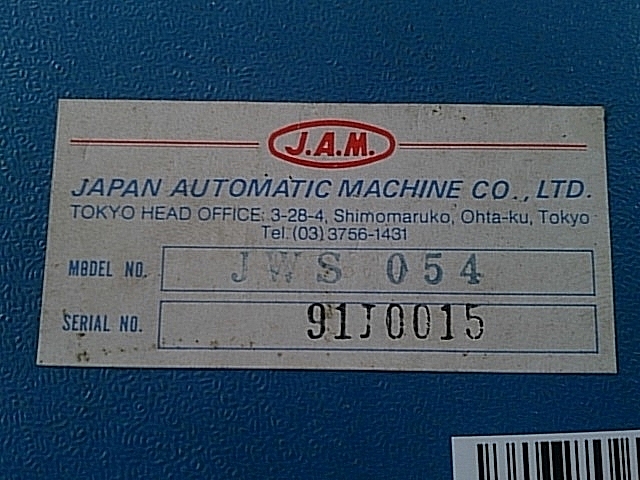 J.A.M.
JAPAN AUTOMATIC MACHINE CO., LTD.
TOKYO HEAD OFFICE: 3-28-4, Shimomaruko, Ohta-ku, Tokyo
Tel. (03) 3756-1431
MODEL NO. JWS 054
SERIAL NO. 91J0015